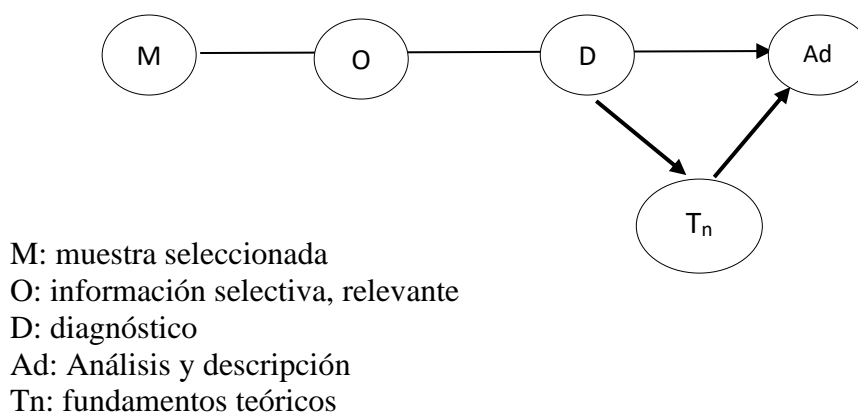 M
O
D
Ad
Tn
M: muestra seleccionada
O: información selectiva, relevante
D: diagnóstico
Ad: Análisis y descripción
Tn: fundamentos teóricos